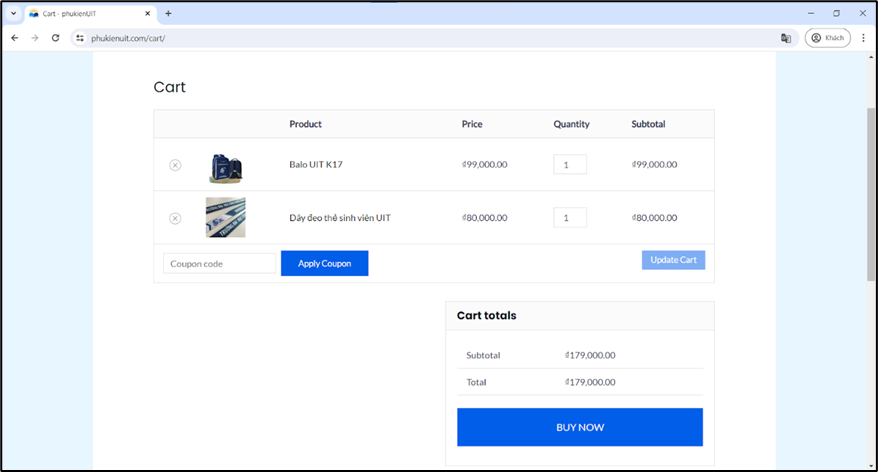 Cart - phukienUIT
phukienuit.com/cart/
Khách
Cart
Product Price Quantity Subtotal
Balo UIT K17 ₫99,000.00 1 ₫99,000.00
Dây đeo thẻ sinh viên UIT ₫80,000.00 1 ₫80,000.00
Coupon code Apply Coupon Update Cart
Cart totals
Subtotal ₫179,000.00
Total ₫179,000.00
BUY NOW